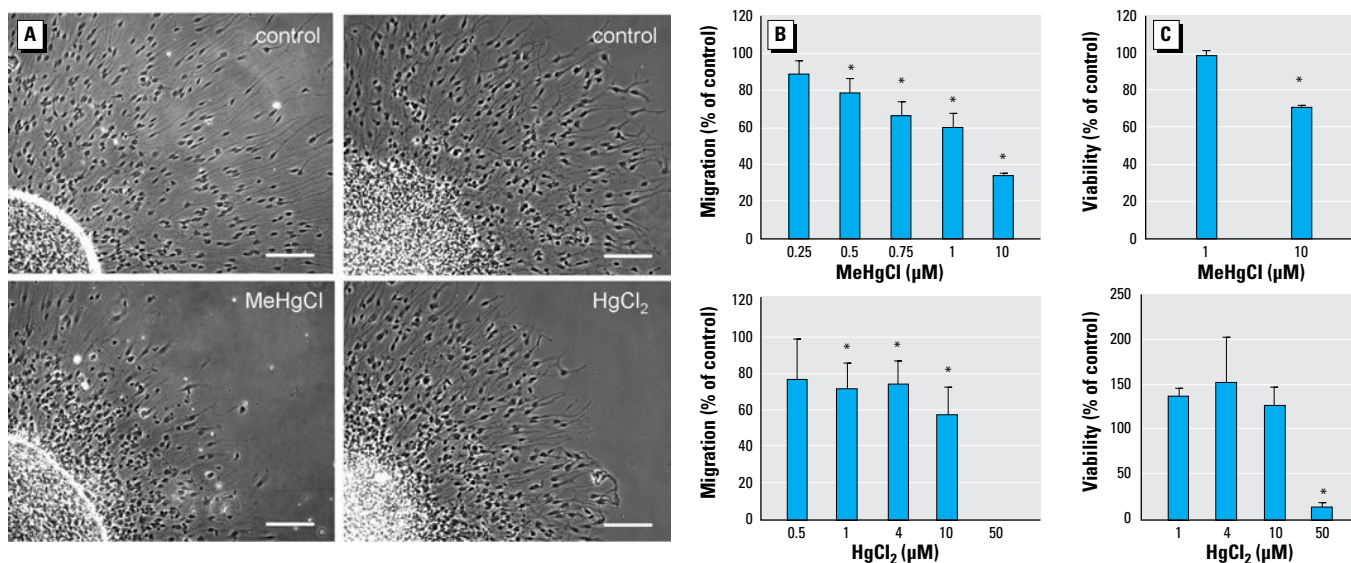 A
control
control
MeHgCl
HgCl₂
B
Migration (% of control)
120
100
80
60
40
20
0
*
*
*
*
0.25 0.5 0.75 1 10
MeHgCl (µM)
Migration (% of control)
120
100
80
60
40
20
0
*
*
*
0.5 1 4 10 50
HgCl₂ (µM)
C
Viability (% of control)
120
100
80
60
40
20
0
*
1 10
MeHgCl (µM)
Viability (% of control)
250
200
150
100
50
0
*
1 4 10 50
HgCl₂ (µM)